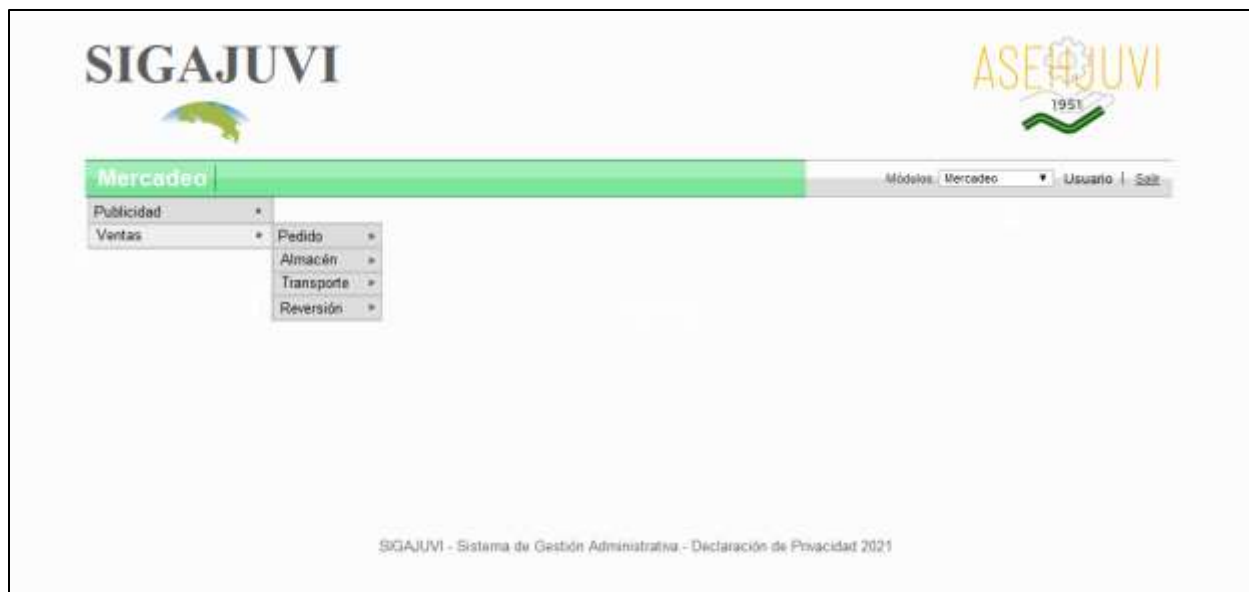 SIGAJUVI
ASEHJUVI
1951
Mercadeo
Módulos: Mercadeo Usuario | Salir
Publicidad
Ventas
Pedido
Almacén
Transporte
Reversión
SIGAJUVI - Sistema de Gestión Administrativa - Declaración de Privacidad 2021